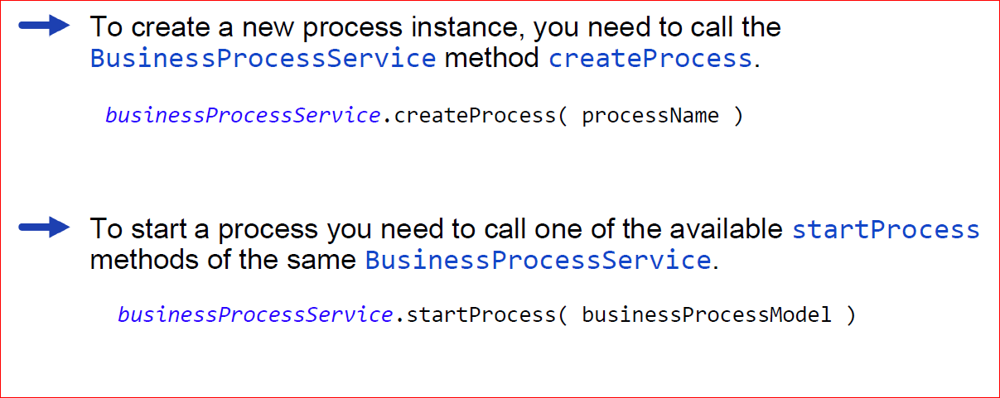 To create a new process instance, you need to call the
BusinessProcessService method createProcess.
businessProcessService.createProcess( processName )
To start a process you need to call one of the available startProcess
methods of the same BusinessProcessService.
businessProcessService.startProcess( businessProcessModel )